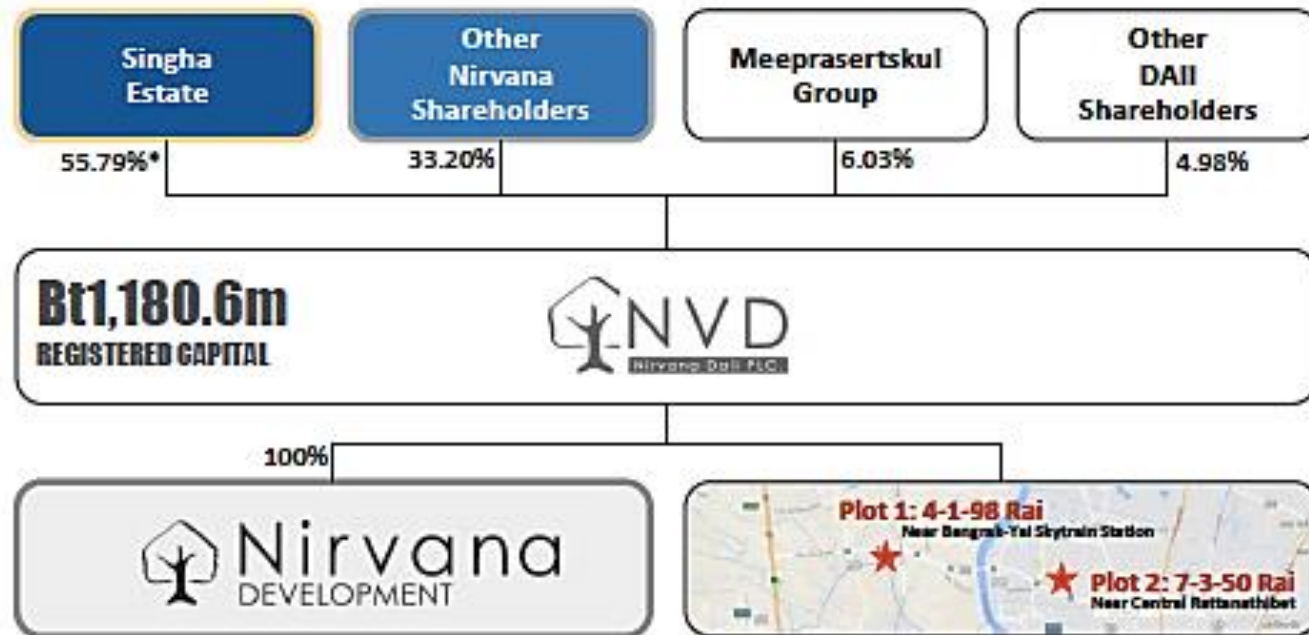 Singha
Estate
Other
Nirvana
Shareholders
Meeprasertskul
Group
Other
DAII
Shareholders
55.79%*
33.20%
6.03%
4.98%
Bt1,180.6m
REGISTERED CAPITAL
NVD
Nirvana Daii PLC.
100%
Nirvana
DEVELOPMENT
Plot 1: 4-1-98 Rai
Near Bangrak-Yai Skytrain Station
Plot 2: 7-3-50 Rai
Near Central Rattanathibet